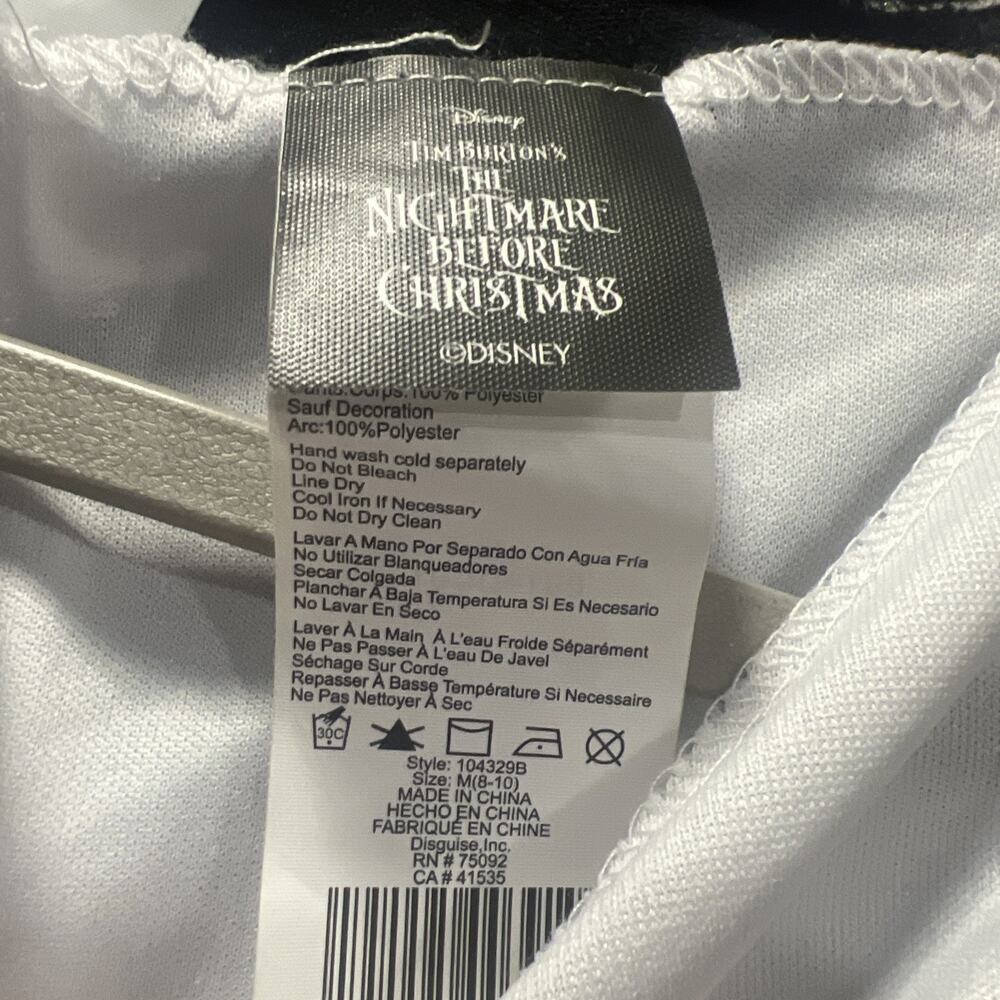 Disney
TIM BURTON'S
THE
NIGHTMARE
BEFORE
CHRISTMAS
©DISNEY
100% Polyester
Sauf Decoration
Arc:100%Polyester
Hand wash cold separately
Do Not Bleach
Line Dry
Cool Iron If Necessary
Do Not Dry Clean
Lavar A Mano Por Separado Con Agua Fría
No Utilizar Blanqueadores
Secar Colgada
Planchar A Baja Temperatura Si Es Necesario
No Lavar En Seco
Laver À La Main À L'eau Froide Séparément
Ne Pas Passer À L'eau De Javel
Séchage Sur Corde
Repasser À Basse Température Si Necessaire
Ne Pas Nettoyer À Sec
30C
Style: 104329B
Size: M(8-10)
MADE IN CHINA
HECHO EN CHINA
FABRIQUÉ EN CHINE
Disguise,Inc.
RN # 75092
CA # 41535